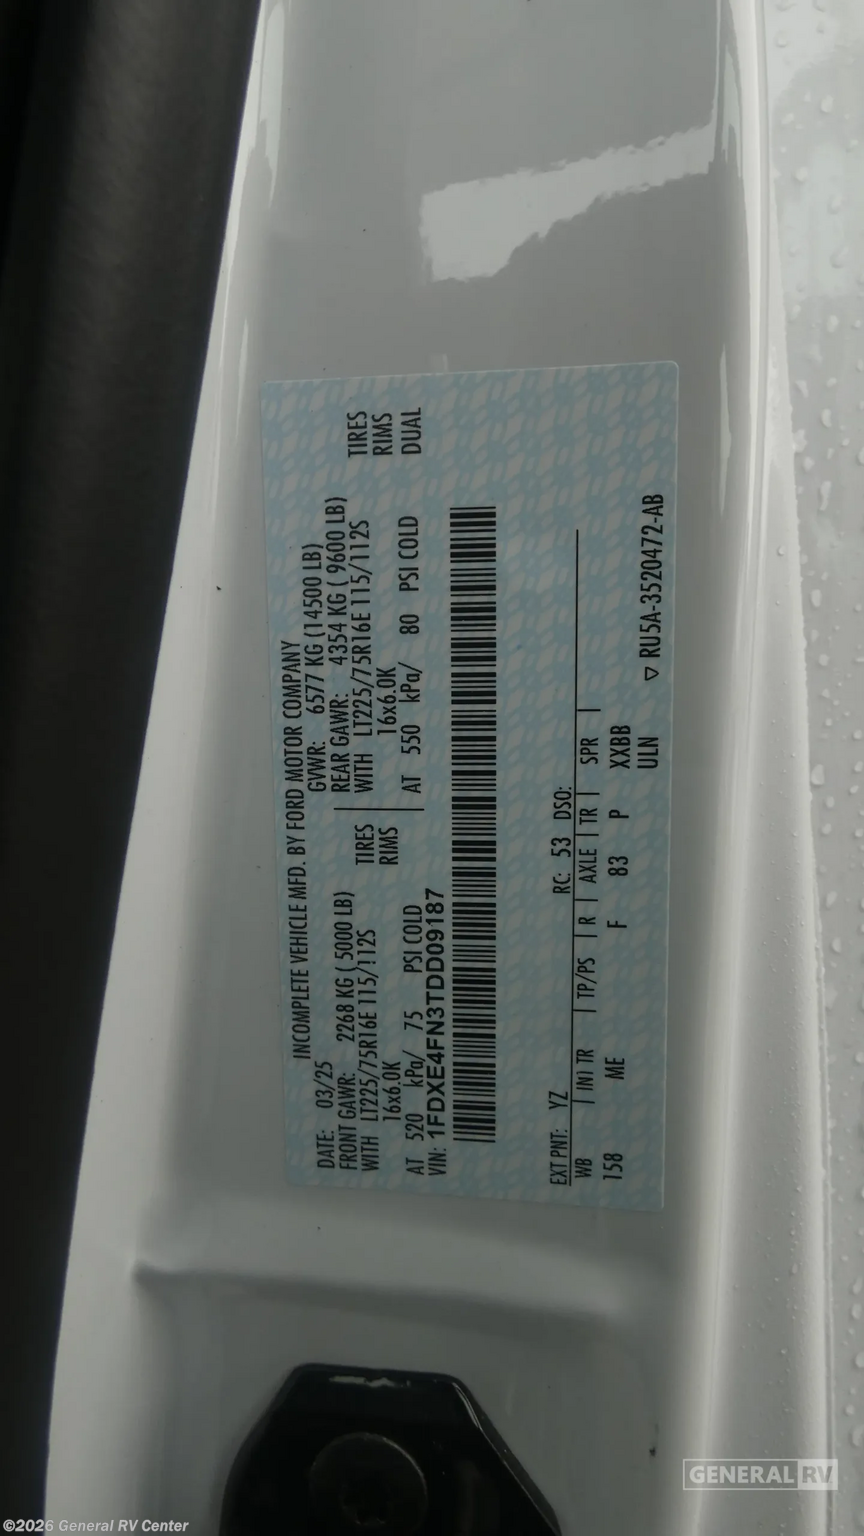 INCOMPLETE VEHICLE MFD. BY FORD MOTOR COMPANY
DATE: 03/25 GVWR: 6577 KG (14500 LB)
FRONT GAWR: 2268 KG ( 5000 LB) REAR GAWR: 4354 KG ( 9600 LB)
WITH LT225/75R16E 115/112S TIRES WITH LT225/75R16E 115/112S TIRES
16x6.0K RIMS 16x6.0K RIMS
AT 520 kPa/ 75 PSI COLD AT 550 kPa/ 80 PSI COLD DUAL
VIN: 1FDXE4FN3TDD09187
EXT PNT: YZ RC: 53 DSO:
WB | INT TR | TP/PS | R | AXLE | TR | SPR |
158 ME F 83 P XXBB
ULN
▽ RU5A-3520472-AB
GENERAL RV
©2026 General RV Center